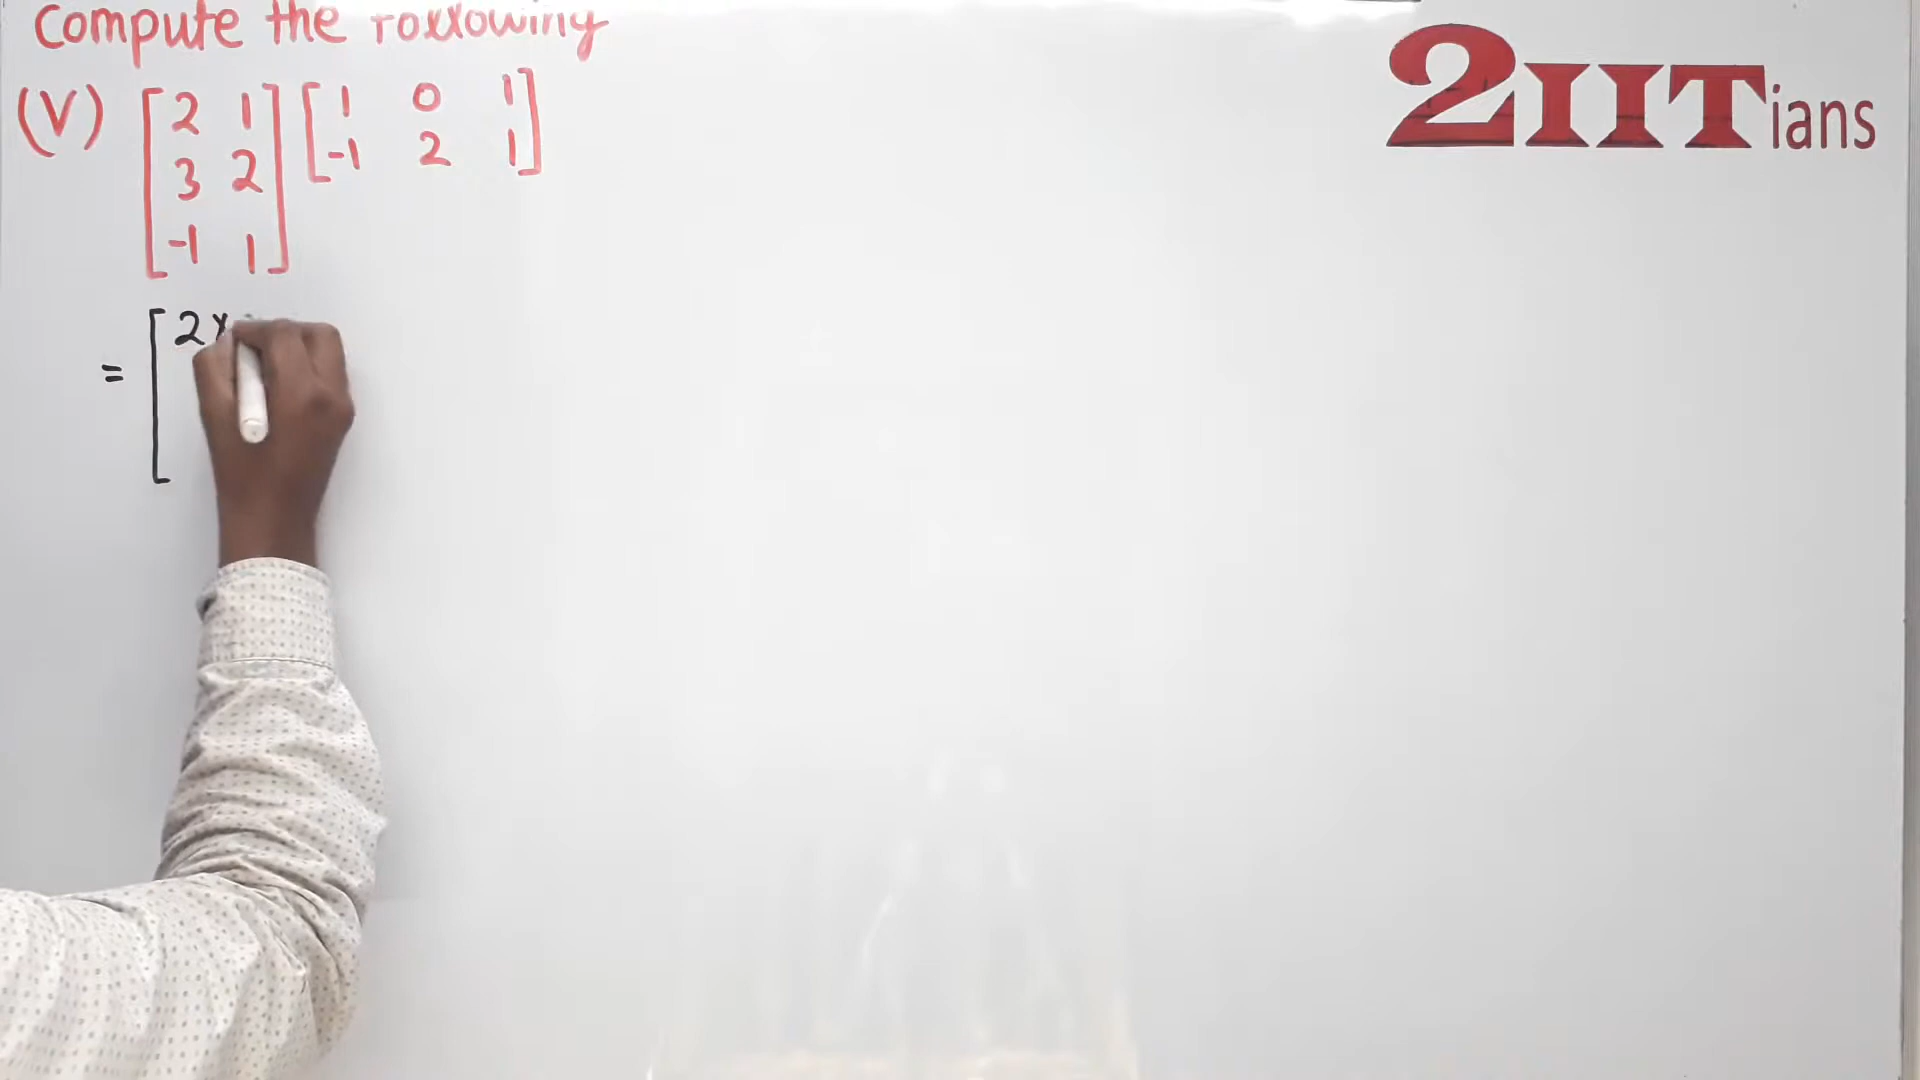 Compute the following
2IITians
(V) [2 1] [1 0 1]
[3 2] [-1 2 1]
[-1 1]
= [2×